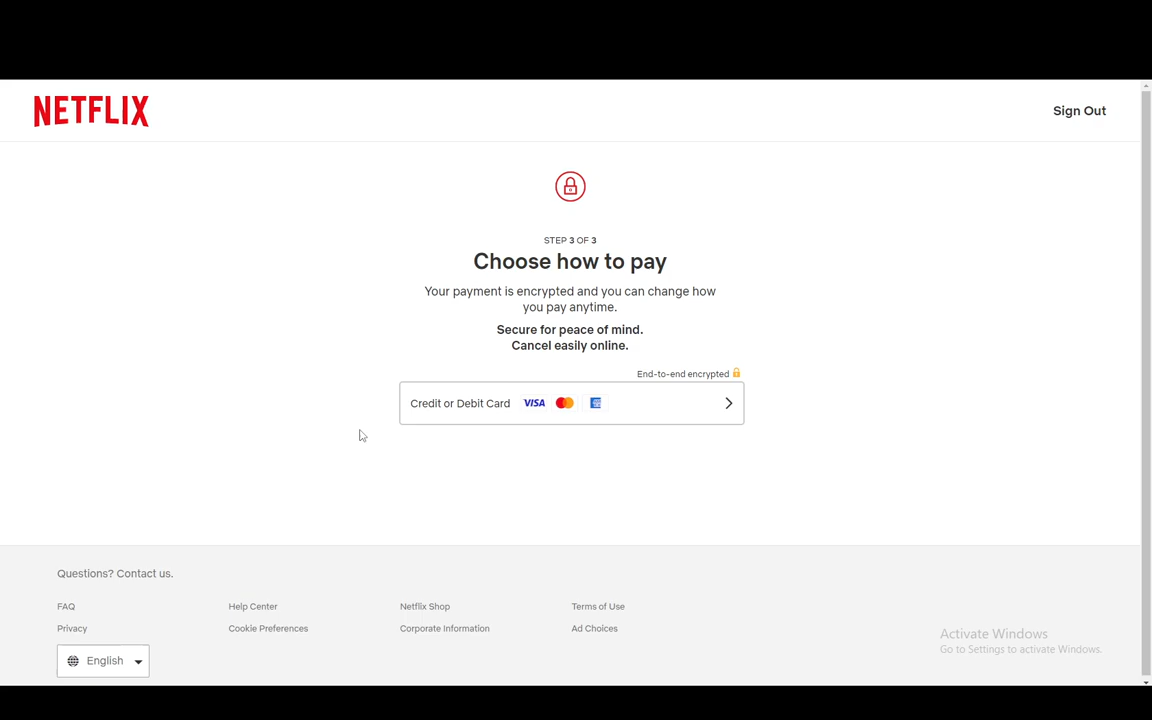 NETFLIX
Sign Out
STEP 3 OF 3
Choose how to pay
Your payment is encrypted and you can change how
you pay anytime.
Secure for peace of mind.
Cancel easily online.
End-to-end encrypted
Credit or Debit Card VISA
Questions? Contact us.
FAQ Help Center Netflix Shop Terms of Use
Privacy Cookie Preferences Corporate Information Ad Choices
English
Activate Windows
Go to Settings to activate Windows.